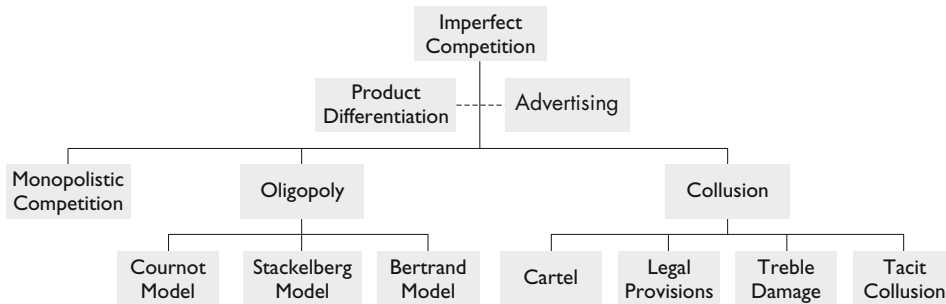 Imperfect
Competition
Product
Differentiation
Advertising
Monopolistic
Competition
Oligopoly
Collusion
Cournot
Model
Stackelberg
Model
Bertrand
Model
Cartel
Legal
Provisions
Treble
Damage
Tacit
Collusion